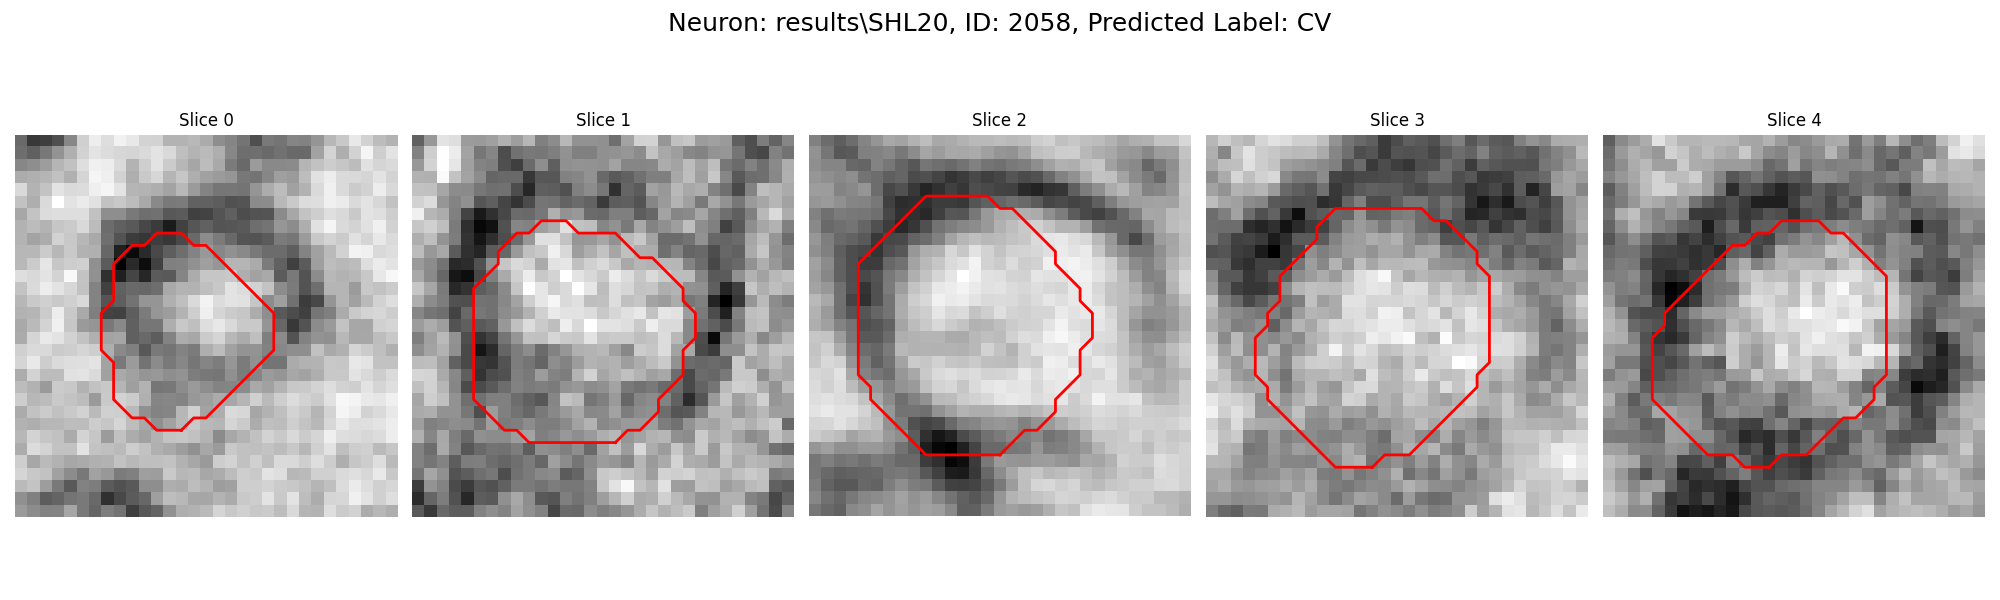 Neuron: results\SHL20, ID: 2058, Predicted Label: CV
Slice 0
Slice 1
Slice 2
Slice 3
Slice 4